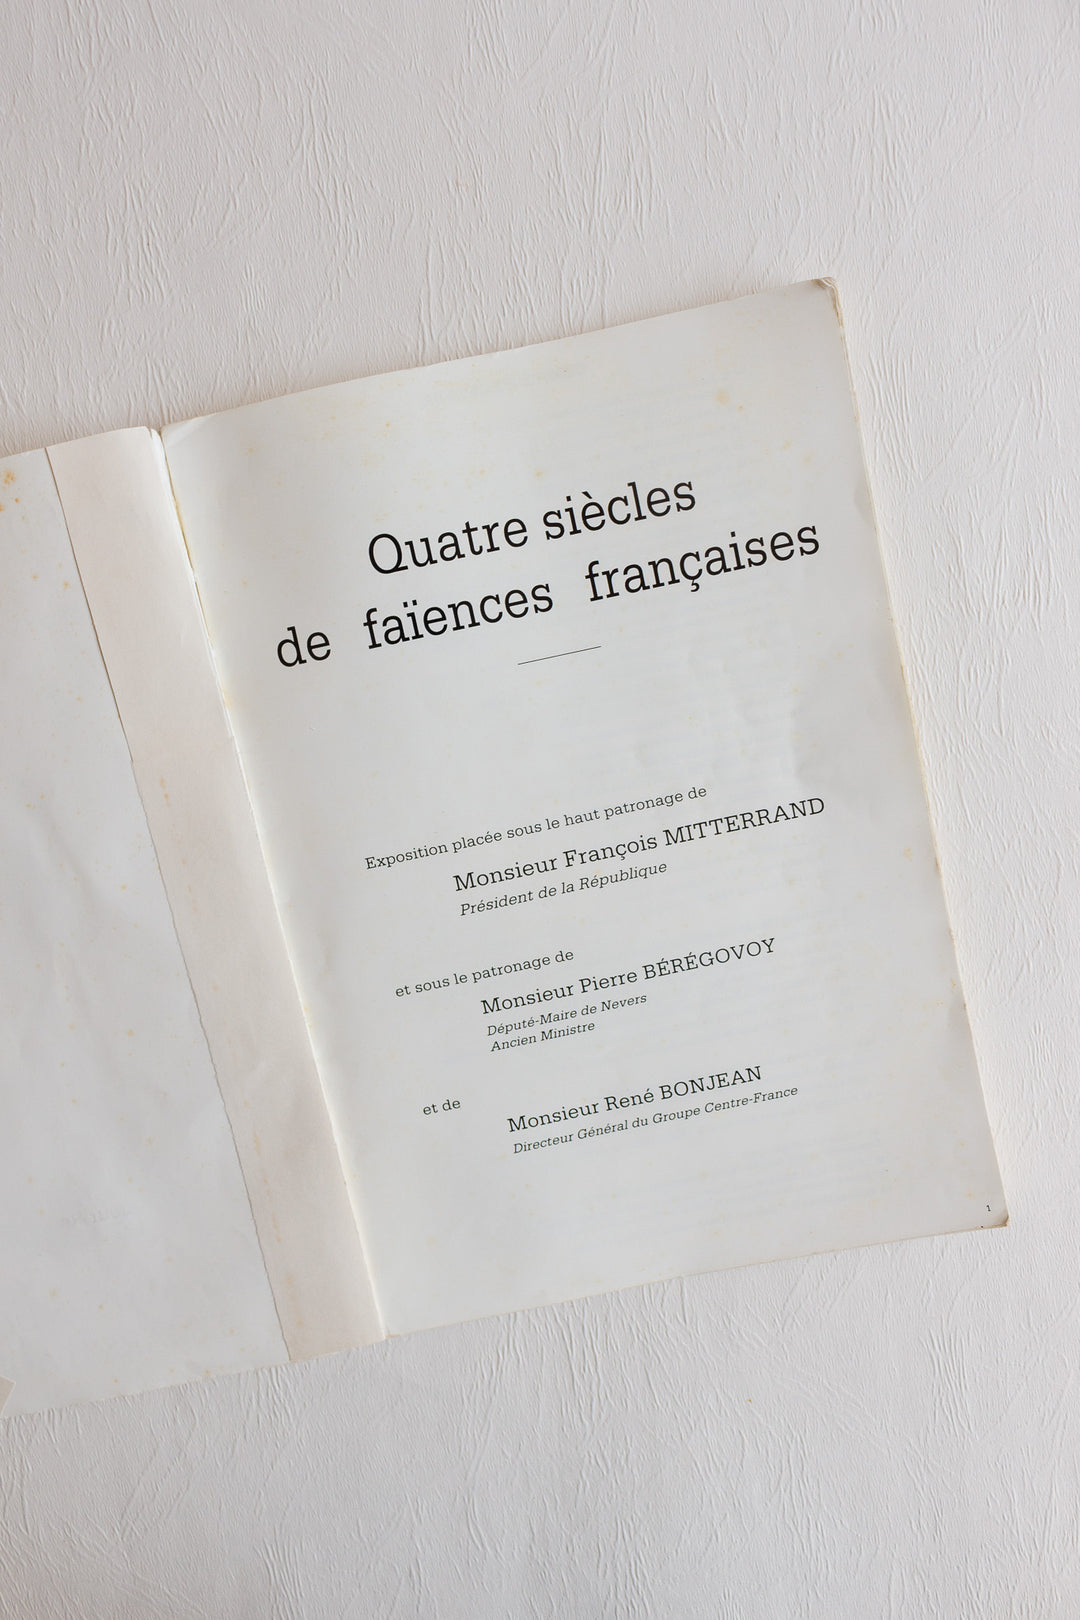 Quatre siècles
de faïences françaises
Exposition placée sous le haut patronage de
Monsieur François MITTERRAND
Président de la République
et sous le patronage de
Monsieur Pierre BÉRÉGOVOY
Député-Maire de Nevers
Ancien Ministre
et de
Monsieur René BONJEAN
Directeur Général du Groupe Centre-France
1